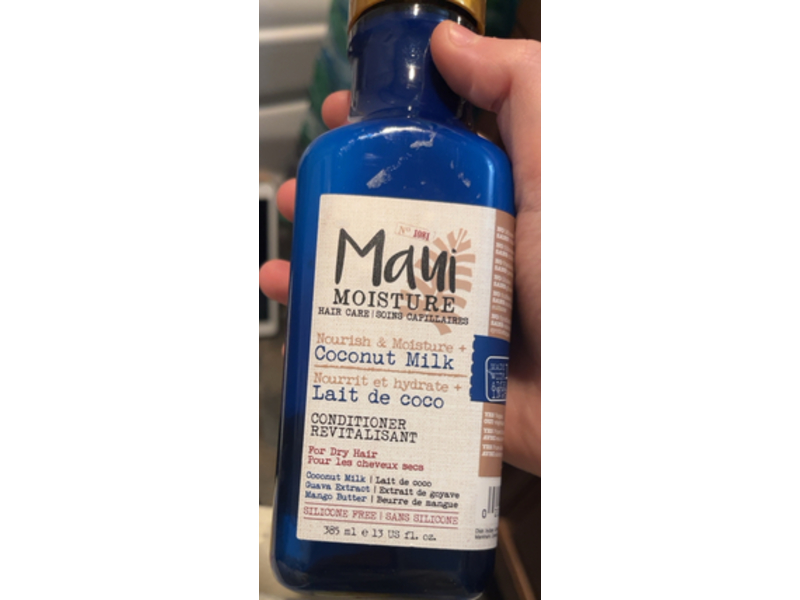 Nº 1081
Maui
MOISTURE
HAIR CARE | SOINS CAPILLAIRES
Nourish & Moisture +
Coconut Milk
Nourrit et hydrate +
Lait de coco
CONDITIONER
REVITALISANT
For Dry Hair
Pour les cheveux secs
Coconut Milk | Lait de coco
Guava Extract | Extrait de goyave
Mango Butter | Beurre de mangue
SILICONE FREE | SANS SILICONE
385 ml e 13 US fl. oz.